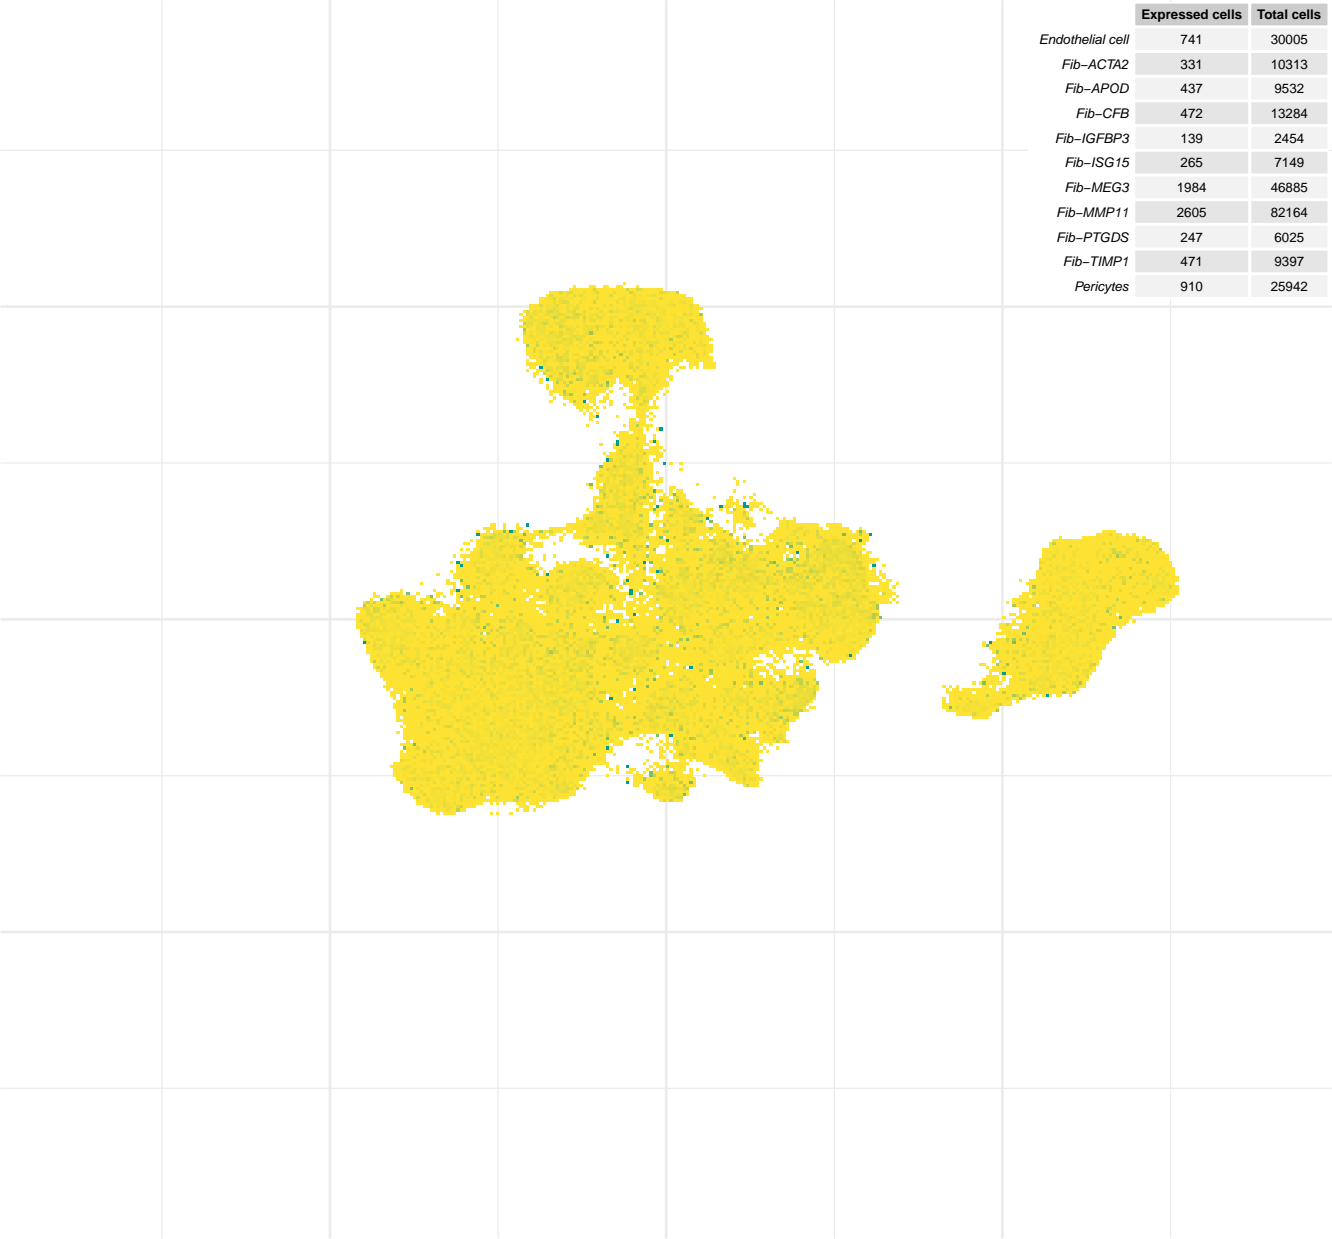 Expressed cells Total cells
Endothelial cell 741 30005
Fib−ACTA2 331 10313
Fib−APOD 437 9532
Fib−CFB 472 13284
Fib−IGFBP3 139 2454
Fib−ISG15 265 7149
Fib−MEG3 1984 46885
Fib−MMP11 2605 82164
Fib−PTGDS 247 6025
Fib−TIMP1 471 9397
Pericytes 910 25942